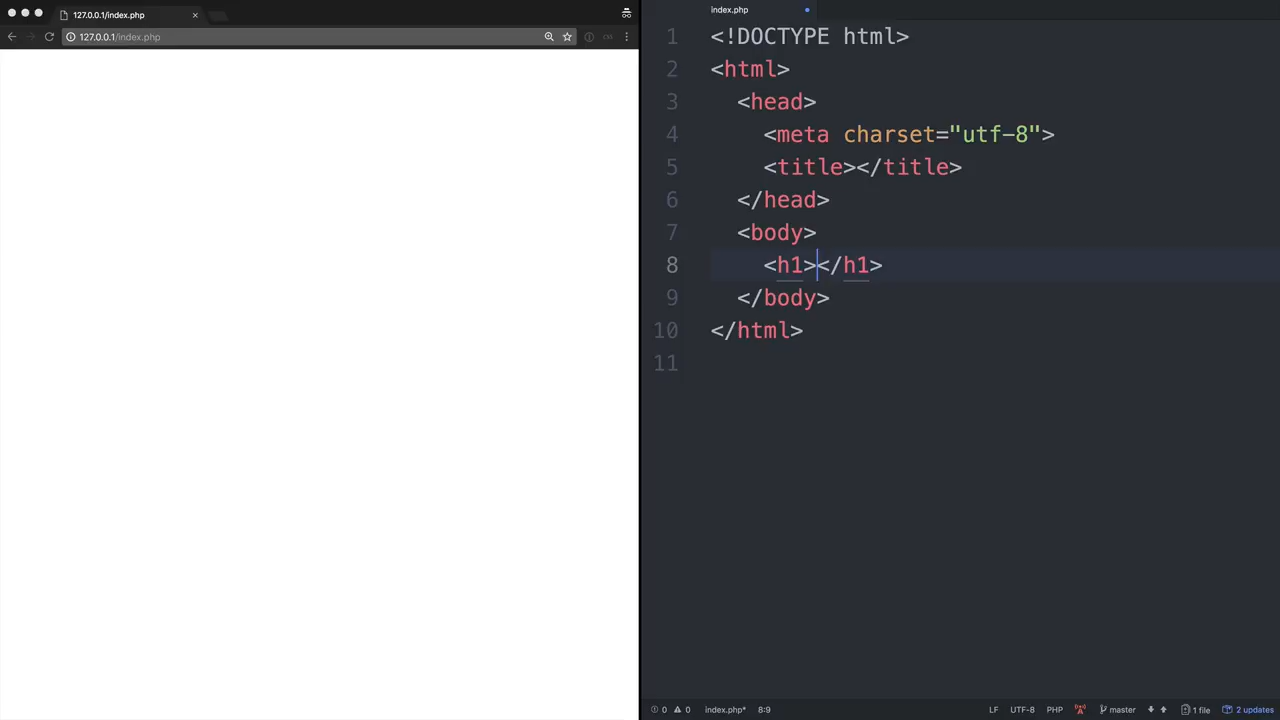 127.0.0.1/index.php
127.0.0.1/index.php
index.php
1 <!DOCTYPE html>
2 <html>
3 <head>
4 <meta charset="utf-8">
5 <title></title>
6 </head>
7 <body>
8 <h1></h1>
9 </body>
10 </html>
11
0 0 index.php* 8:9 LF UTF-8 PHP master 1 file 2 updates